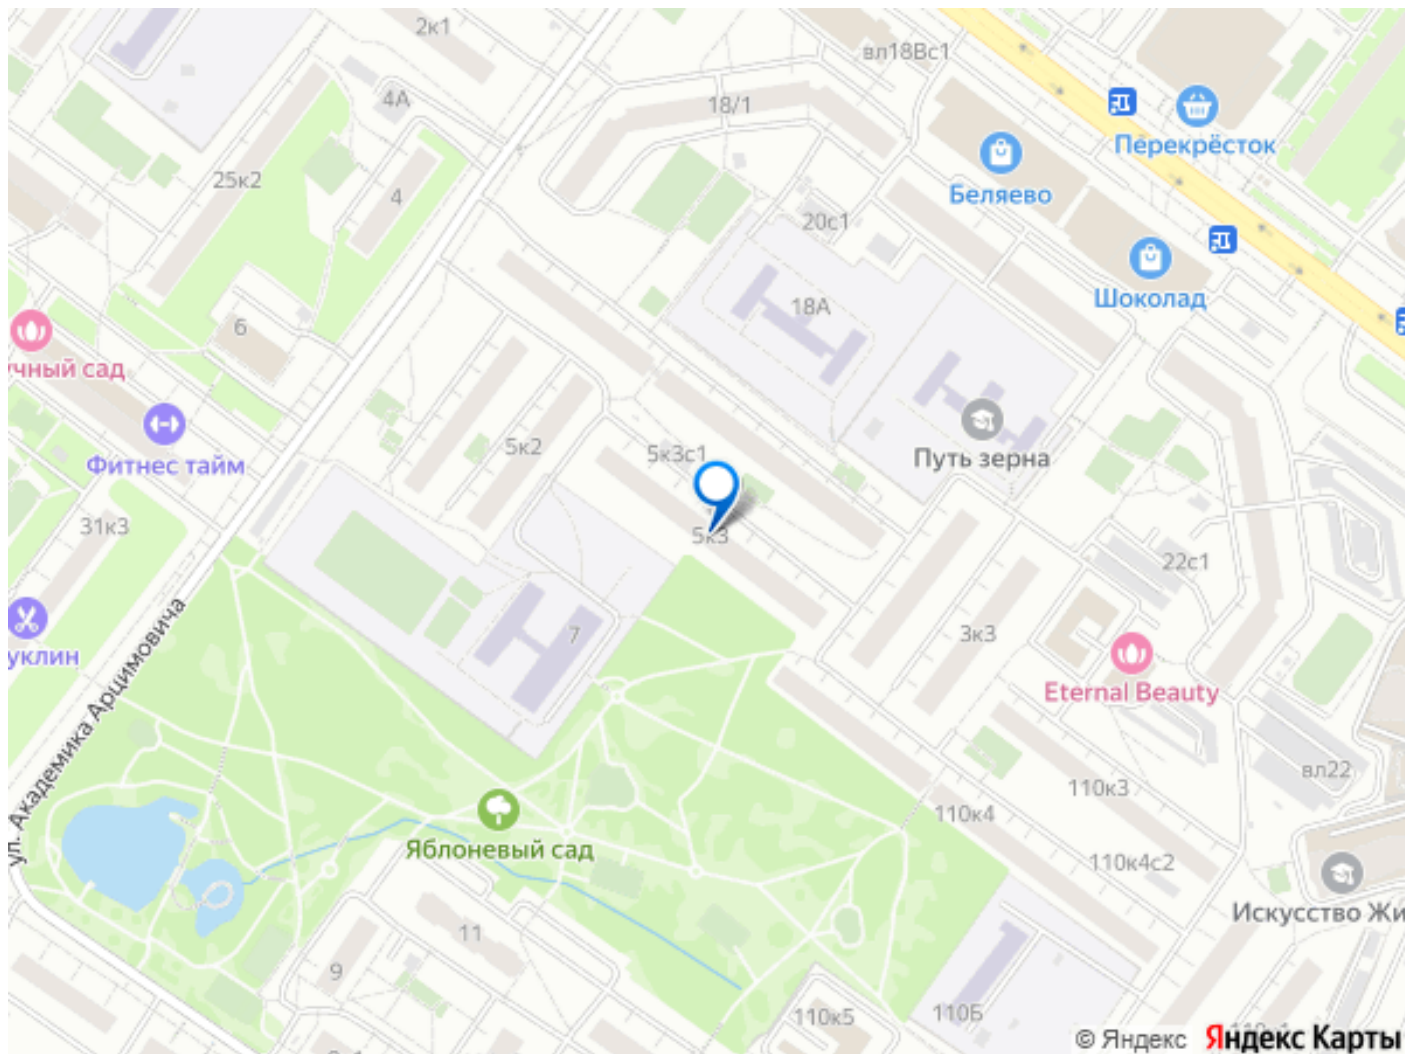 2к1
вл18Вс1
4А
18/1
Перекрёсток
25к2
4
Беляево
20с1
Шоколад
18А
6
учный сад
5к2
5к3с1
Путь зерна
Фитнес тайм
31к3
5к3
22с1
7
3к3
уклин
Eternal Beauty
ул. Академика Арцимовича
вл22
110к3
110к4
Яблоневый сад
110к4с2
Искусство Жи
11
9
110Б
110к5
© Яндекс Яндекс Карты